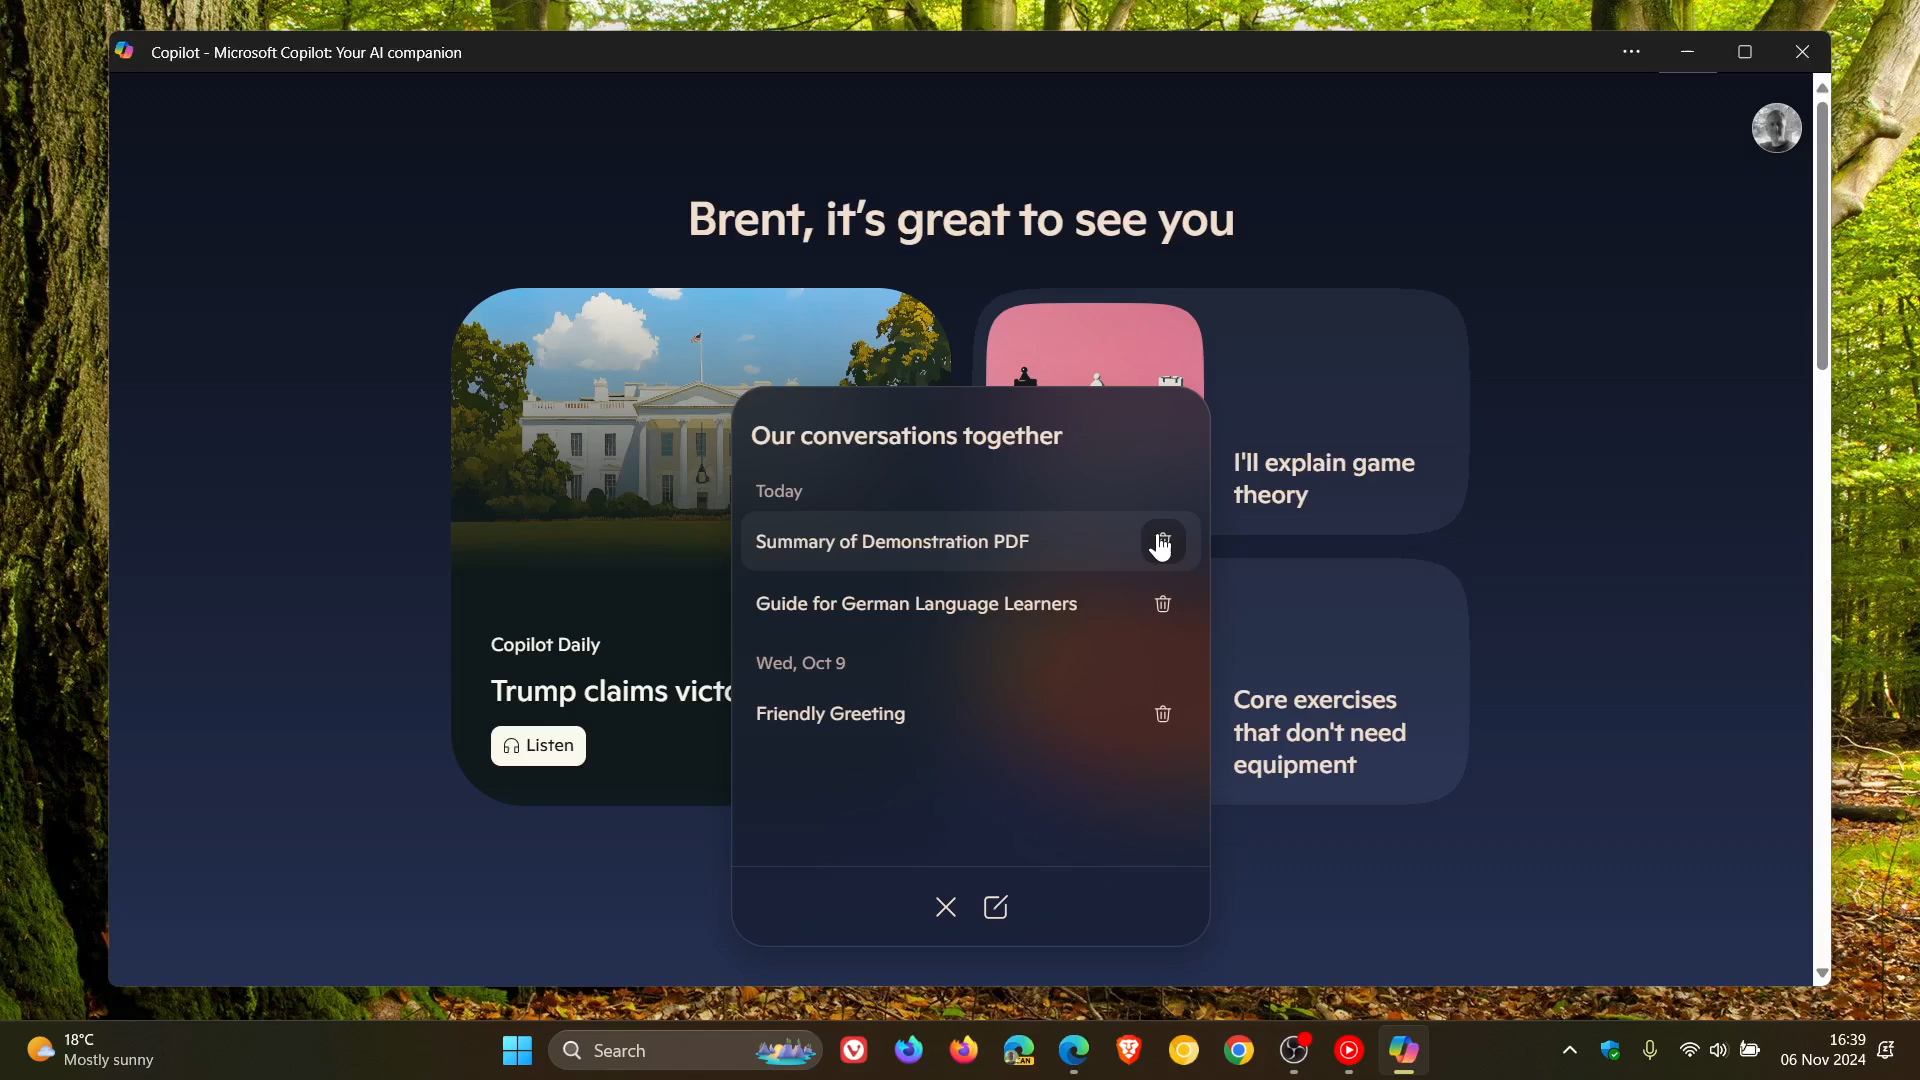 Copilot - Microsoft Copilot: Your AI companion
Brent, it's great to see you
Our conversations together
Today
Summary of Demonstration PDF
Guide for German Language Learners
Wed, Oct 9
Friendly Greeting
Copilot Daily
Trump claims victo
Listen
I'll explain game
theory
Core exercises
that don't need
equipment
18°C
Mostly sunny
Search
CAN
16:39
06 Nov 2024